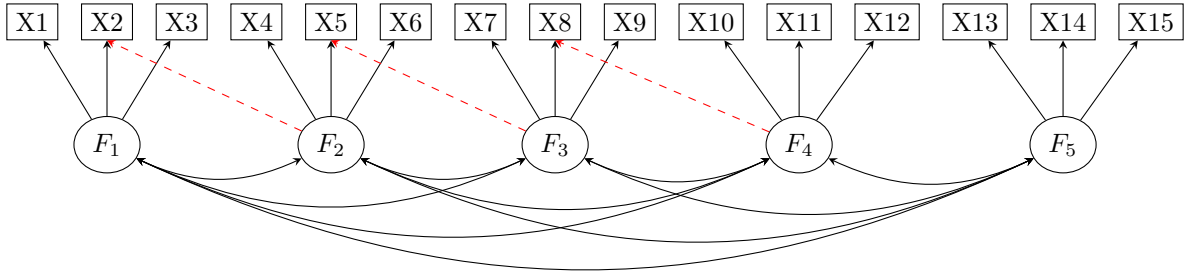 X1 X2 X3 X4 X5 X6 X7 X8 X9 X10 X11 X12 X13 X14 X15
F₁ F₂ F₃ F₄ F₅